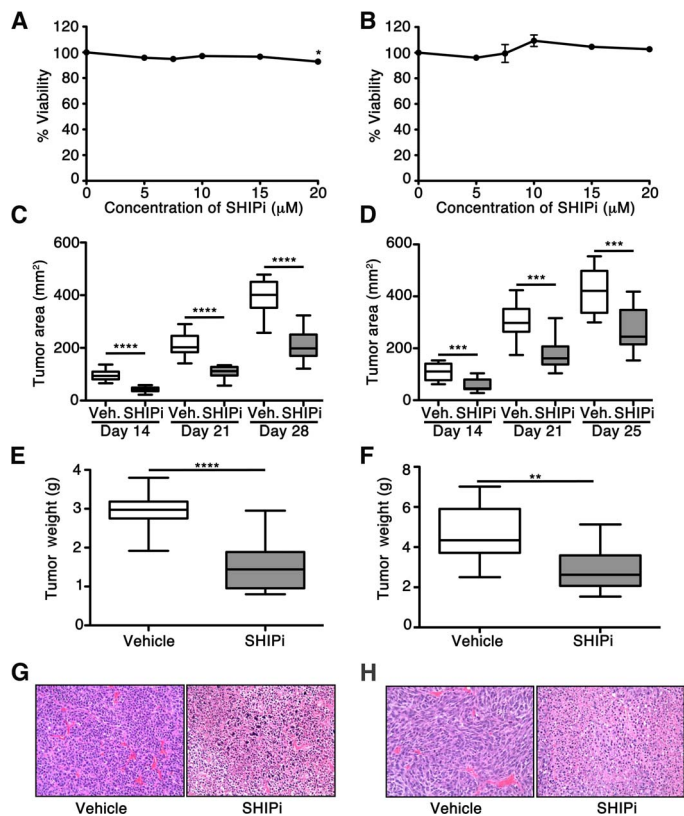 A
120
100
80
60
40
20
0
% Viability
*
0 5 10 15 20
Concentration of SHIPi (μM)
B
120
100
80
60
40
20
0
% Viability
0 5 10 15 20
Concentration of SHIPi (μM)
C
600
400
200
0
Tumor area (mm²)
**** **** ****
Veh. SHIPi Veh. SHIPi Veh. SHIPi
Day 14 Day 21 Day 28
D
600
400
200
0
Tumor area (mm²)
*** *** ***
Veh. SHIPi Veh. SHIPi Veh. SHIPi
Day 14 Day 21 Day 25
E
4
3
2
1
0
Tumor weight (g)
****
Vehicle SHIPi
F
8
6
4
2
0
Tumor weight (g)
**
Vehicle SHIPi
G
Vehicle SHIPi
H
Vehicle SHIPi